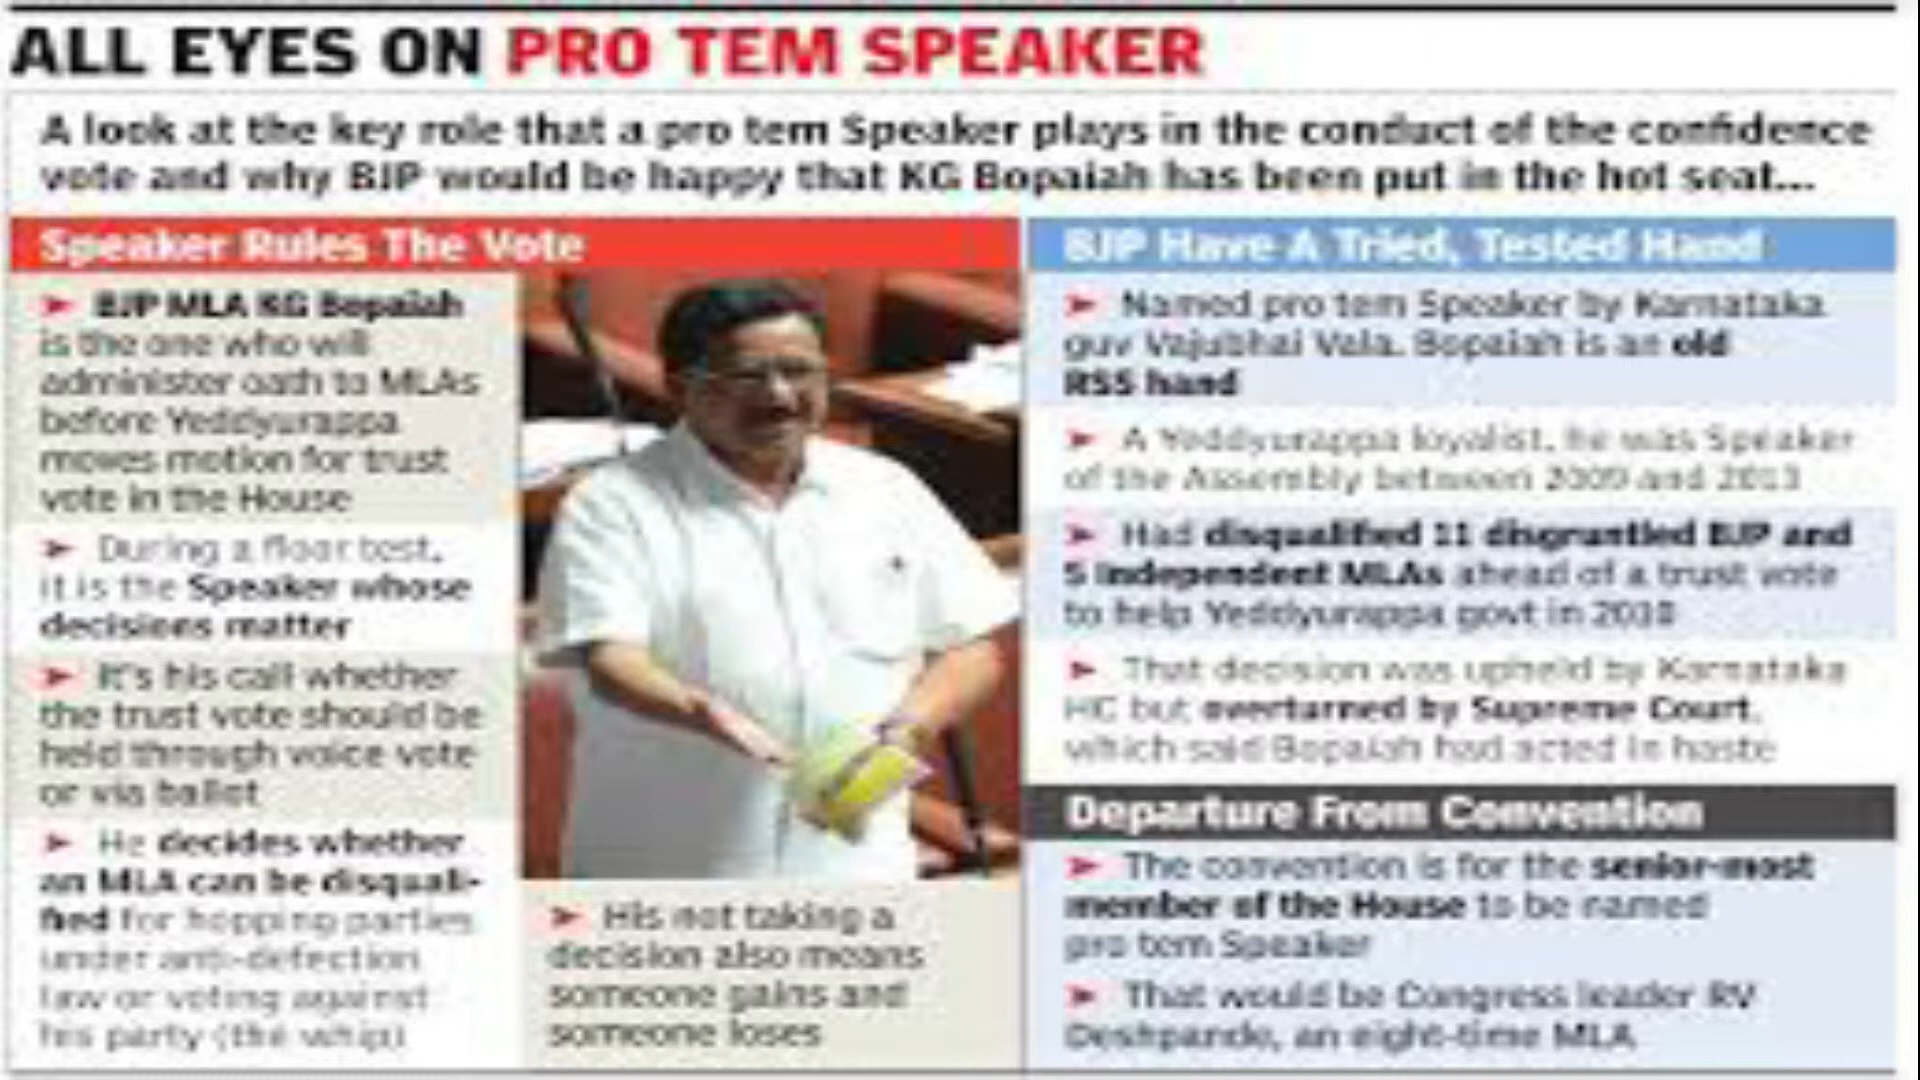 ALL EYES ON PRO TEM SPEAKER
A look at the key role that a pro tem Speaker plays in the conduct of the confidence
vote and why BJP would be happy that KG Bopaiah has been put in the hot seat...
Speaker Rules The Vote
➤ BJP MLA KG Bopaiah
is the one who will
administer oath to MLAs
before Yeddyurappa
moves motion for trust
vote in the House
➤ During a floor test,
it is the Speaker whose
decisions matter
➤ It's his call whether
the trust vote should be
held through voice vote
or via ballot
➤ He decides whether
an MLA can be disquali-
fied for hopping parties
under anti-defection
law or voting against
his party (the whip)
➤ His not taking a
decision also means
someone gains and
someone loses
BJP Have A Tried, Tested Hand
➤ Named pro tem Speaker by Karnataka
guv Vajubhai Vala. Bopaiah is an old
RSS hand
➤ A Yeddyurappa loyalist, he was Speaker
of the Assembly between 2009 and 2013
➤ Had disqualified 11 disgruntled BJP and
5 independent MLAs ahead of a trust vote
to help Yeddyurappa govt in
➤ That decision was upheld by Karnataka
HC but overturned by Supreme Court,
which said Bopaiah had acted in haste
Departure From Convention
➤ The convention is for the senior-most
member of the House to be named
pro tem Speaker
➤ That would be Congress leader RV
Deshpande, an eight-time MLA